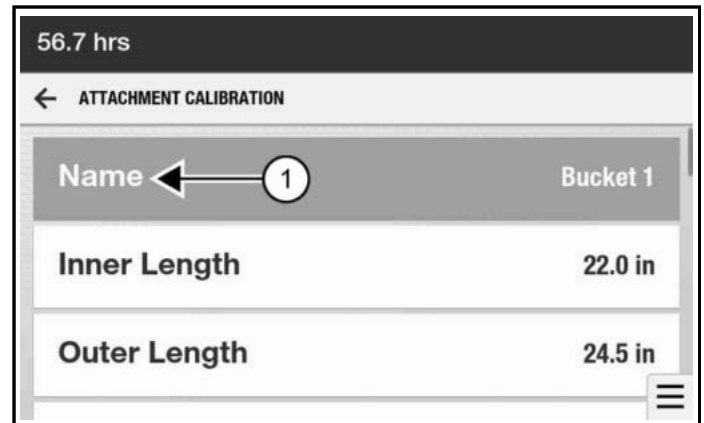 56.7 hrs
← ATTACHMENT CALIBRATION
Name 1 Bucket 1
Inner Length 22.0 in
Outer Length 24.5 in